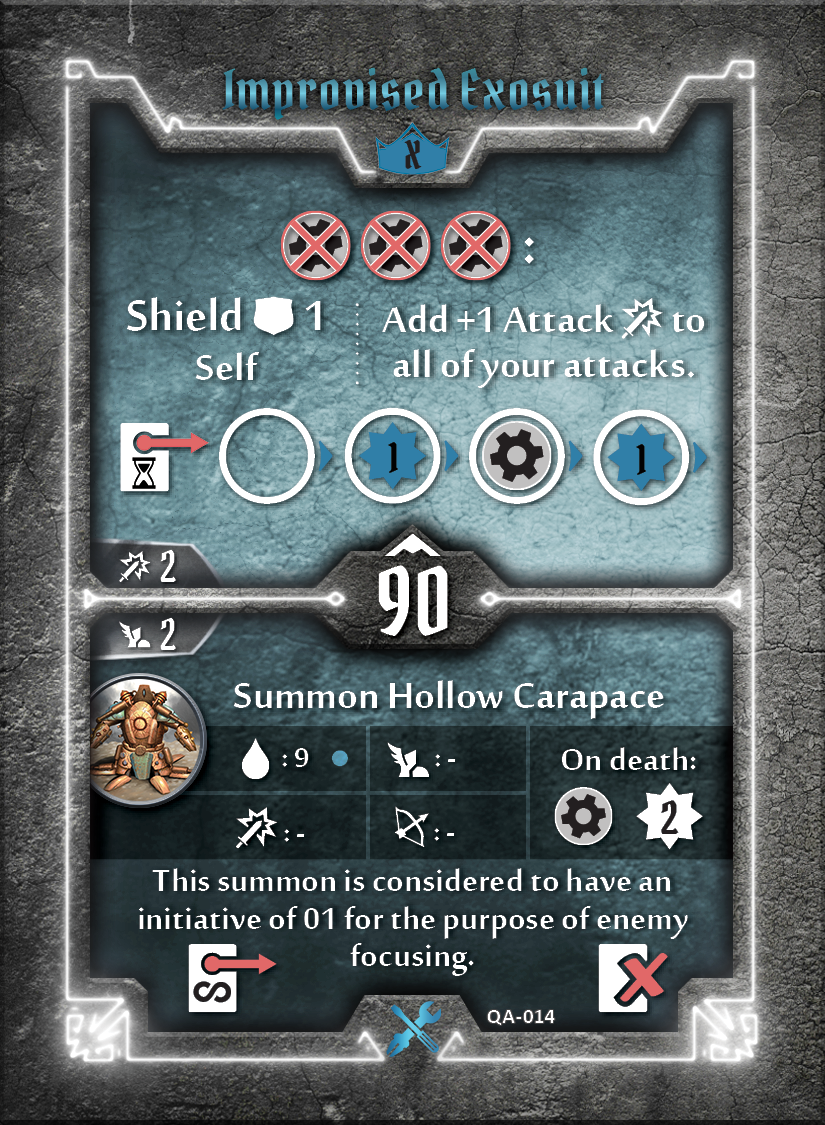 Improvised Exosuit
X
:
Shield 1
Self
Add +1 Attack to
all of your attacks.
1
1
2
90
2
Summon Hollow Carapace
: 9
: -
: -
: -
On death:
2
This summon is considered to have an
initiative of 01 for the purpose of enemy
focusing.
QA-014